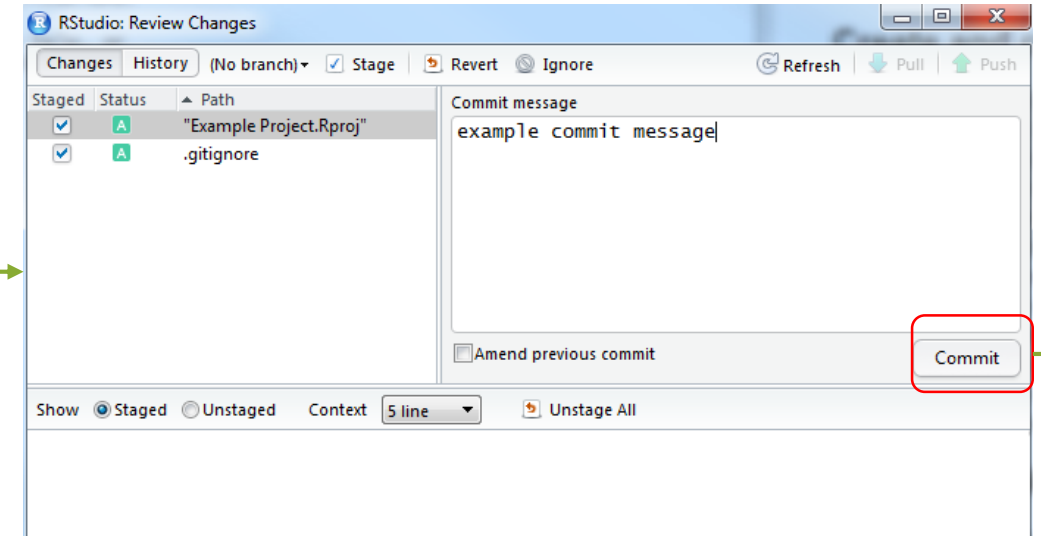 RStudio: Review Changes
Changes History (No branch) Stage Revert Ignore Refresh Pull Push
Staged Status Path
A "Example Project.Rproj"
A .gitignore
Commit message
example commit message
Amend previous commit Commit
Show Staged Unstaged Context 5 line Unstage All